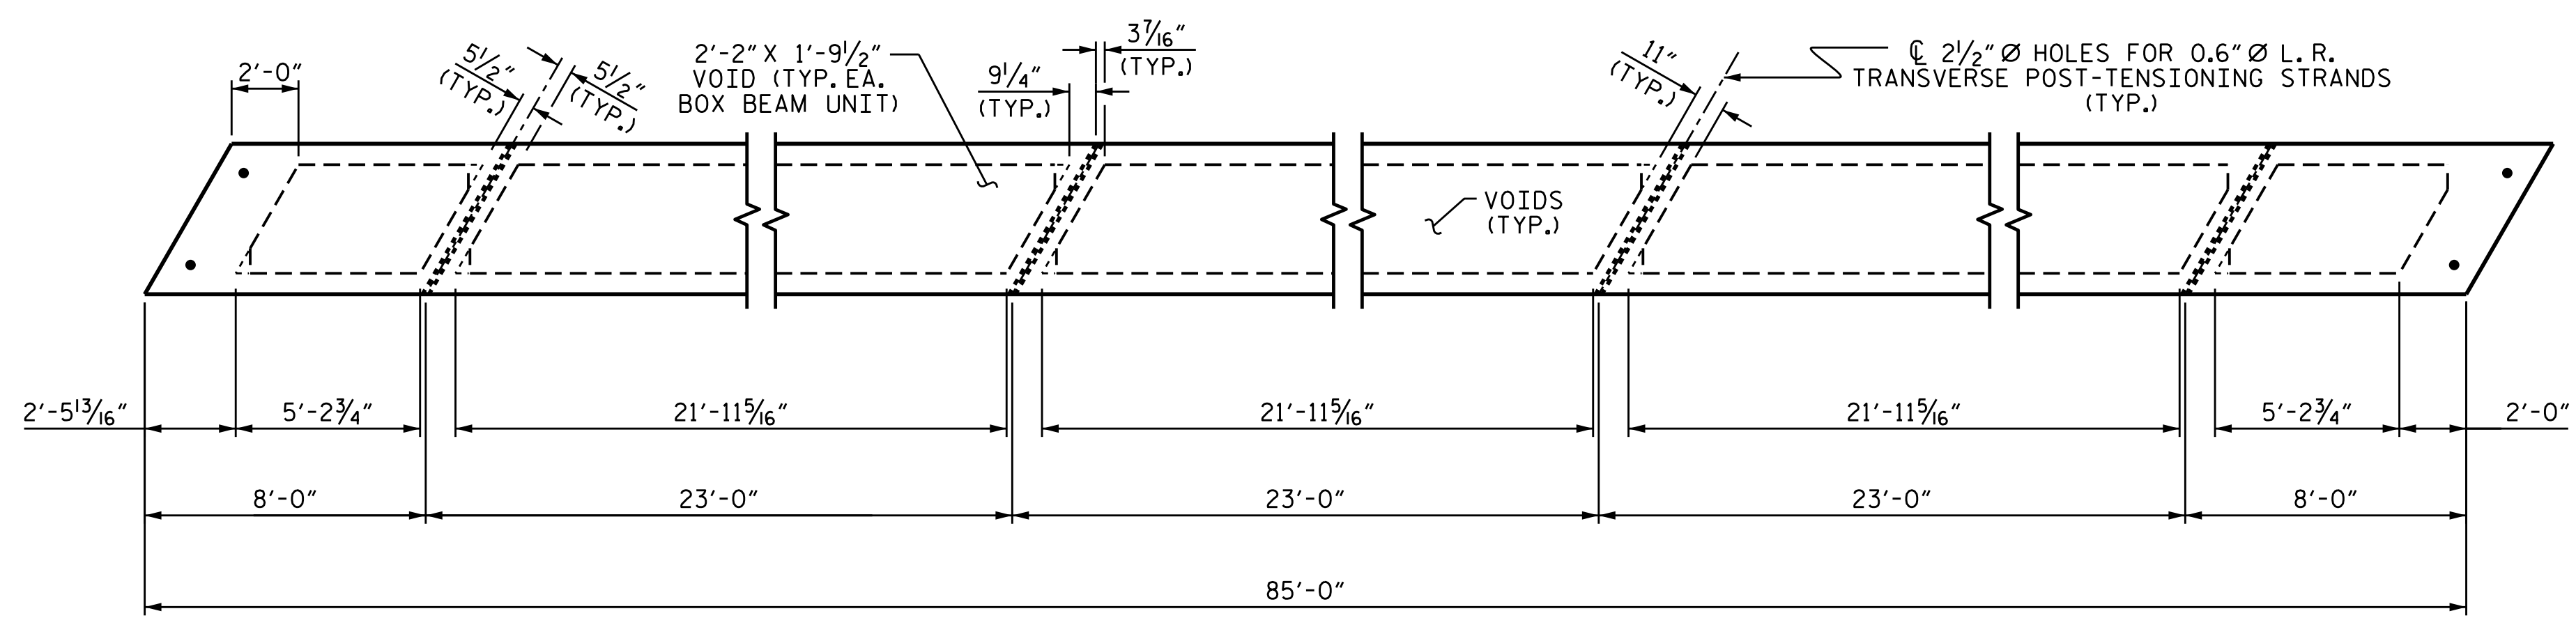 2'-0"
5½"
(TYP.)
5½"
(TYP.)
2'-2" X 1'-9½"
VOID (TYP. EA.
BOX BEAM UNIT)
9¼"
(TYP.)
3⁷⁄₁₆"
(TYP.)
11"
(TYP.)
℄ 2½" Ø HOLES FOR 0.6" Ø L.R.
TRANSVERSE POST-TENSIONING STRANDS
(TYP.)
VOIDS
(TYP.)
2'-5¹³⁄₁₆"
5'-2¾"
21'-11⁵⁄₁₆"
21'-11⁵⁄₁₆"
21'-11⁵⁄₁₆"
5'-2¾"
2'-0"
8'-0"
23'-0"
23'-0"
23'-0"
8'-0"
85'-0"